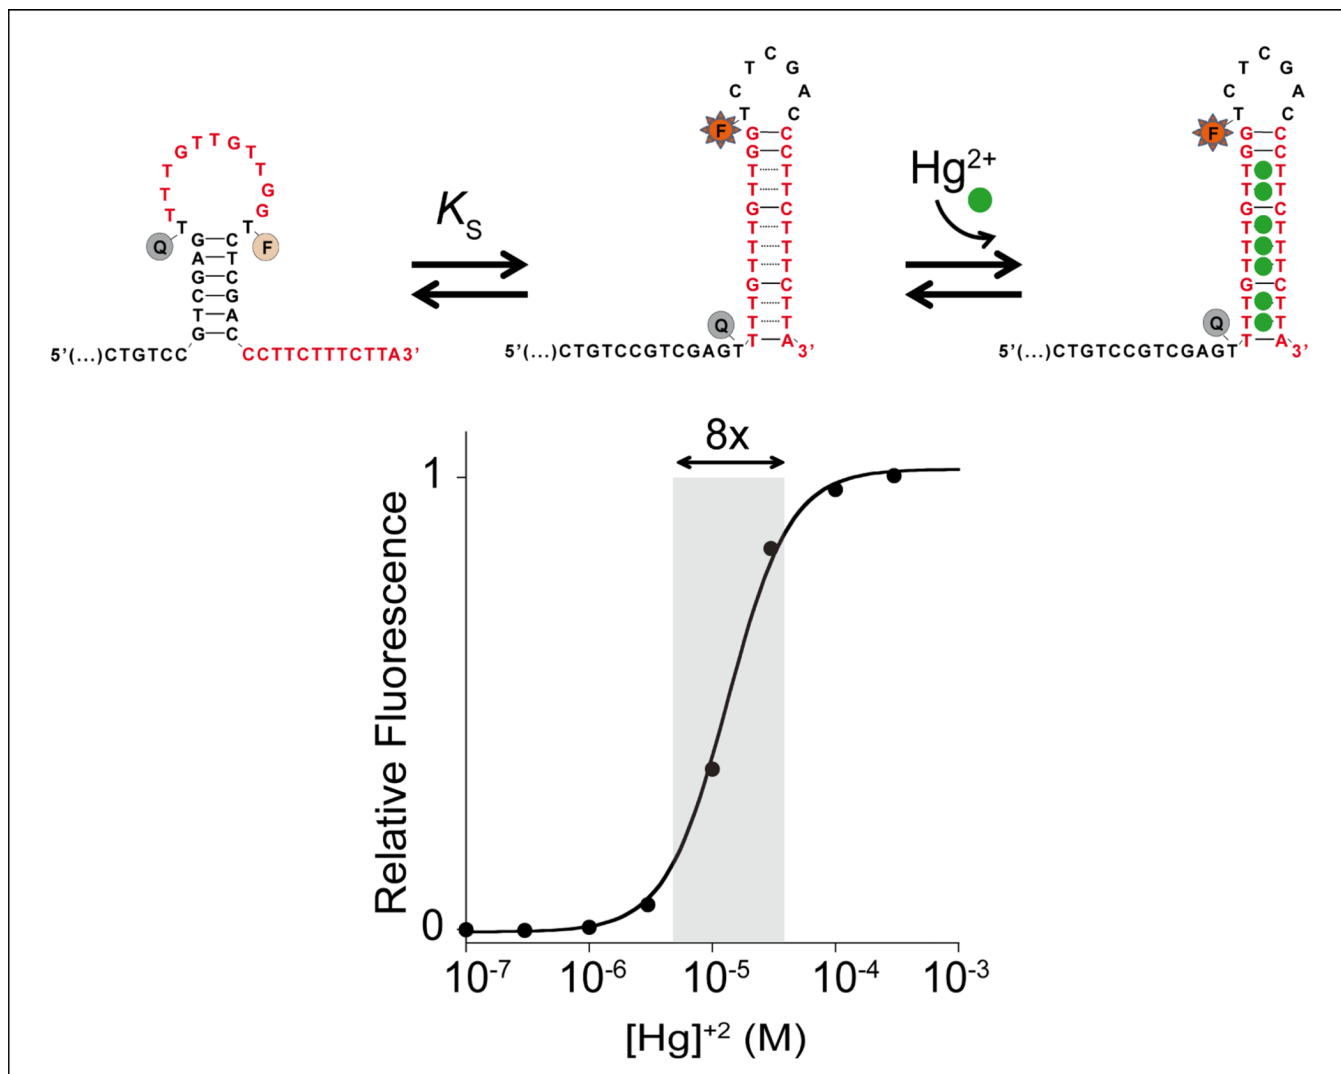 TTTGTTGTTGG
T T
Q G C F
A T
G C
C G
T A
G C
5'(...)CTGTCC CCTTCTTTCTTA3'
K_S
T C T C G A C
F G C
G C
T T
T T
G C
T T
T T
T T
G C
T T
Q T T
5'(...)CTGTCCGTCGAGT T A 3'
Hg2+
T C T C G A C
F G C
G C
T T
T T
G C
T T
T T
T T
G C
T T
Q T T
5'(...)CTGTCCGTCGAGT T A 3'
8x
1
0
Relative Fluorescence
10-7 10-6 10-5 10-4 10-3
[Hg]+2 (M)